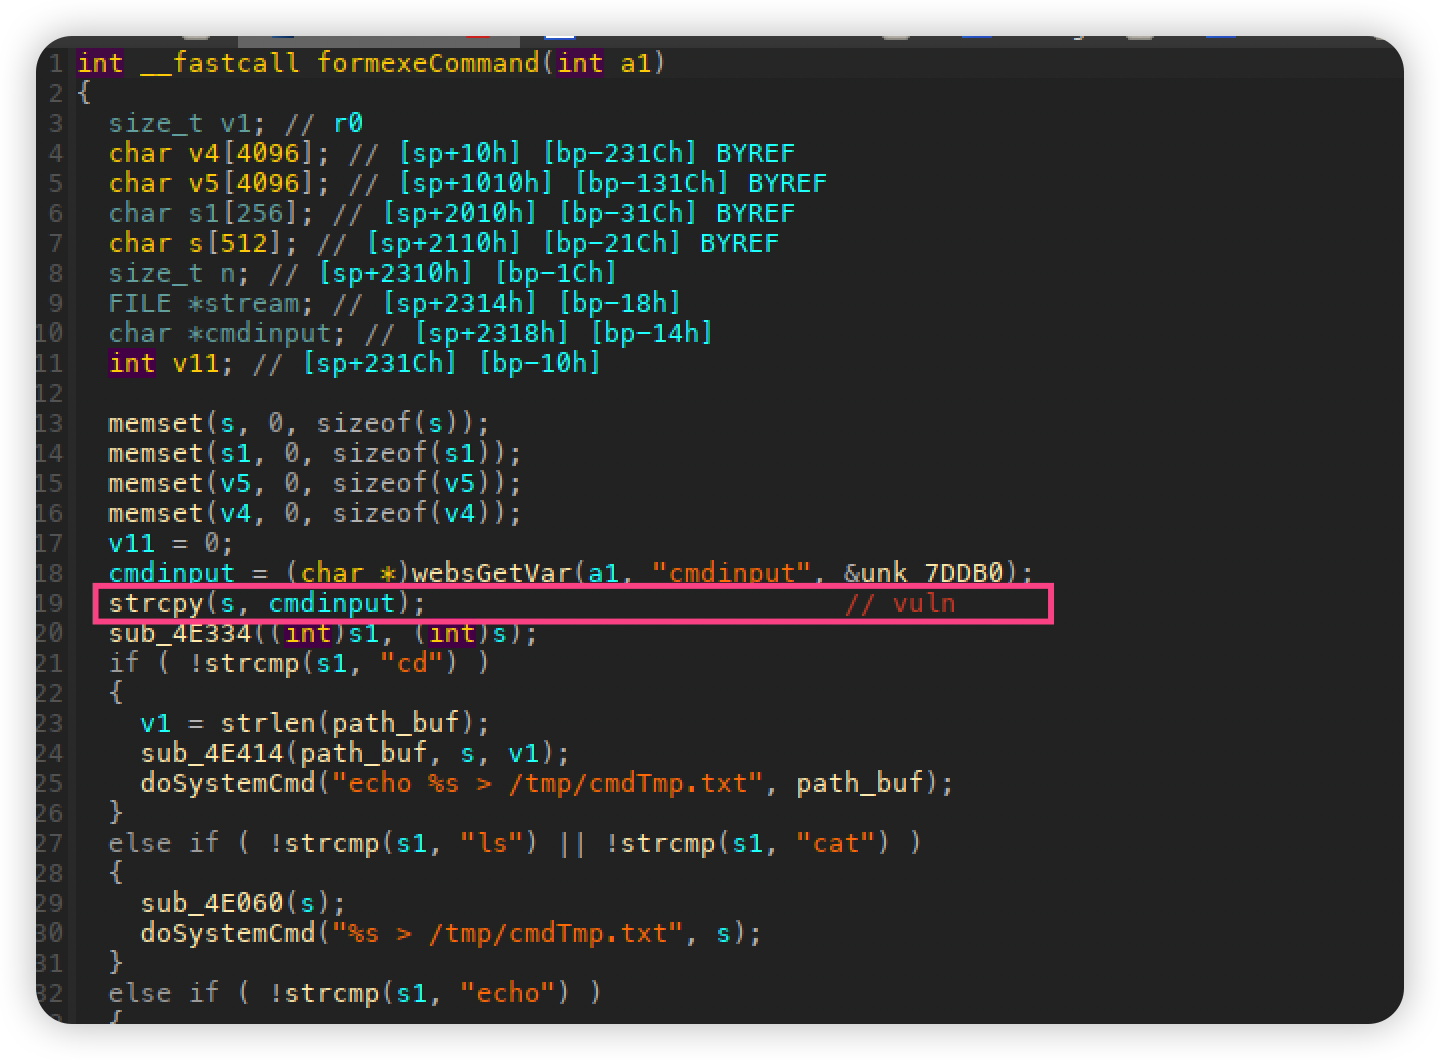 1 int __fastcall formexeCommand(int a1)
2 {
3 size_t v1; // r0
4 char v4[4096]; // [sp+10h] [bp-231Ch] BYREF
5 char v5[4096]; // [sp+1010h] [bp-131Ch] BYREF
6 char s1[256]; // [sp+2010h] [bp-31Ch] BYREF
7 char s[512]; // [sp+2110h] [bp-21Ch] BYREF
8 size_t n; // [sp+2310h] [bp-1Ch]
9 FILE *stream; // [sp+2314h] [bp-18h]
10 char *cmdinput; // [sp+2318h] [bp-14h]
11 int v11; // [sp+231Ch] [bp-10h]
12
13 memset(s, 0, sizeof(s));
14 memset(s1, 0, sizeof(s1));
15 memset(v5, 0, sizeof(v5));
16 memset(v4, 0, sizeof(v4));
17 v11 = 0;
18 cmdinput = (char *)websGetVar(a1, "cmdinput", &unk_7DDB0);
19 strcpy(s, cmdinput); // vuln
20 sub_4E334((int)s1, (int)s);
21 if ( !strcmp(s1, "cd") )
22 {
23 v1 = strlen(path_buf);
24 sub_4E414(path_buf, s, v1);
25 doSystemCmd("echo %s > /tmp/cmdTmp.txt", path_buf);
26 }
27 else if ( !strcmp(s1, "ls") || !strcmp(s1, "cat") )
28 {
29 sub_4E060(s);
30 doSystemCmd("%s > /tmp/cmdTmp.txt", s);
31 }
32 else if ( !strcmp(s1, "echo") )
{